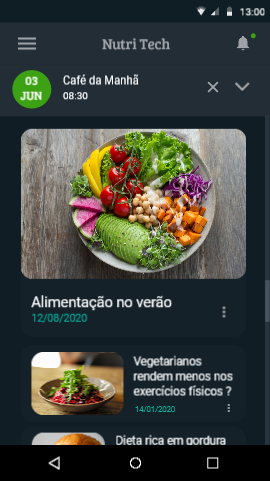 13:00
Nutri Tech
03
JUN
Café da Manhã
08:30
Alimentação no verão
12/08/2020
Vegetarianos
rendem menos nos
exercícios físicos ?
14/01/2020
Dieta rica em gordura